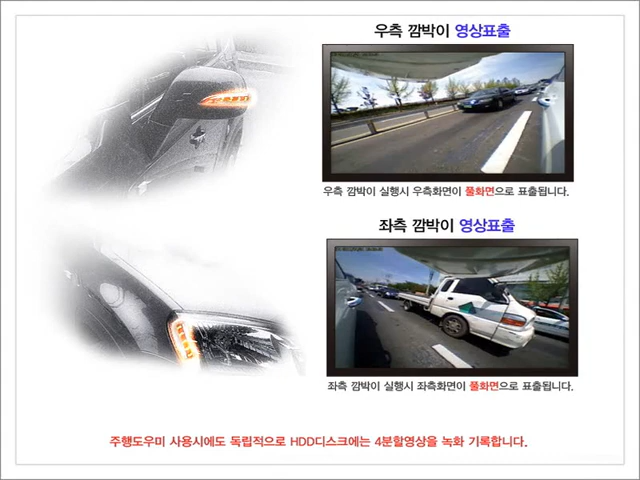 우측 깜박이 영상표출
우측 깜박이 실행시 우측화면이 풀화면으로 표출됩니다.
좌측 깜박이 영상표출
좌측 깜박이 실행시 좌측화면이 풀화면으로 표출됩니다.
주행도우미 사용시에도 독립적으로 HDD디스크에는 4분할영상을 녹화 기록합니다.